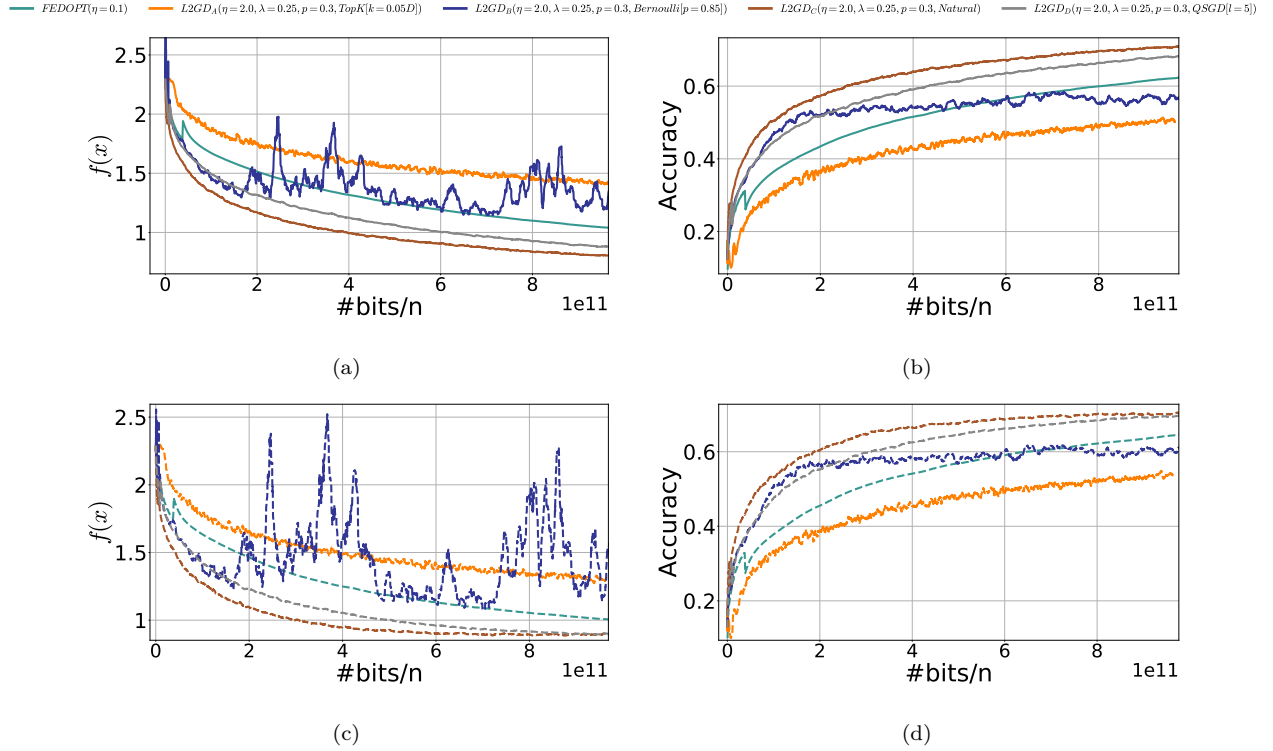 FEDOPT(η = 0.1) L2GD_A(η = 2.0, λ = 0.25, p = 0.3, TopK[k = 0.05D]) L2GD_B(η = 2.0, λ = 0.25, p = 0.3, Bernoulli[p = 0.85]) L2GD_C(η = 2.0, λ = 0.25, p = 0.3, Natural) L2GD_D(η = 2.0, λ = 0.25, p = 0.3, QSGD[l = 5])
f(x)
2.5
2
1.5
1
0 2 4 6 8
1e11
#bits/n
(a)
Accuracy
0.6
0.4
0.2
0 2 4 6 8
1e11
#bits/n
(b)
f(x)
2.5
2
1.5
1
0 2 4 6 8
1e11
#bits/n
(c)
Accuracy
0.6
0.4
0.2
0 2 4 6 8
1e11
#bits/n
(d)